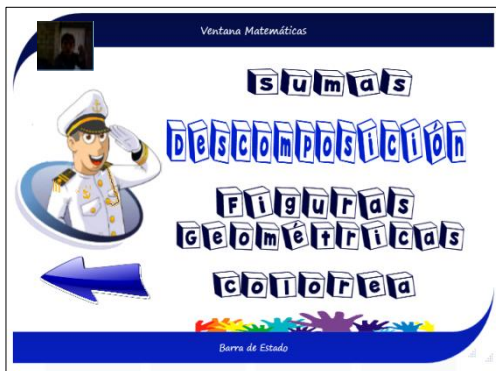 Ventana Matemáticas
sumas
Descomposición
Figuras
Geométricas
colorea
Barra de Estado